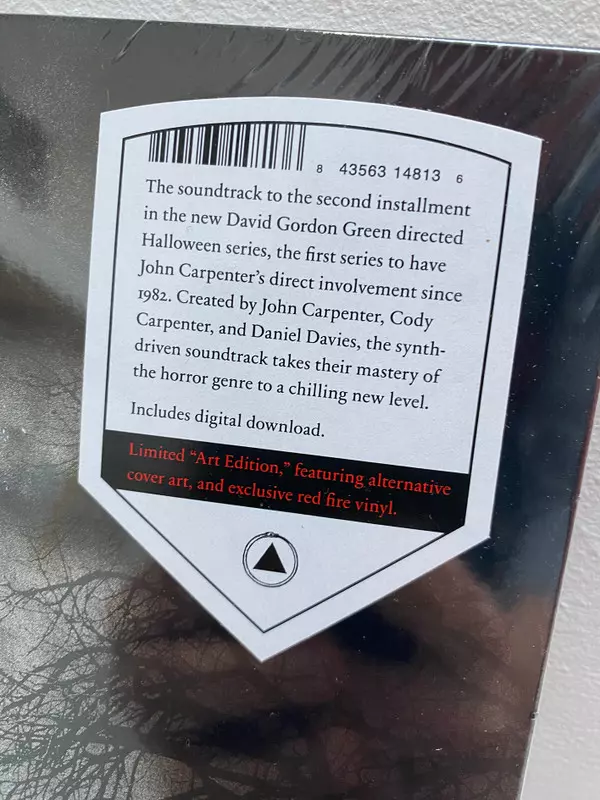 8 43563 14813 6
The soundtrack to the second installment
in the new David Gordon Green directed
Halloween series, the first series to have
John Carpenter's direct involvement since
1982. Created by John Carpenter, Cody
Carpenter, and Daniel Davies, the synth-
driven soundtrack takes their mastery of
the horror genre to a chilling new level.
Includes digital download.
Limited "Art Edition," featuring alternative
cover art, and exclusive red fire vinyl.